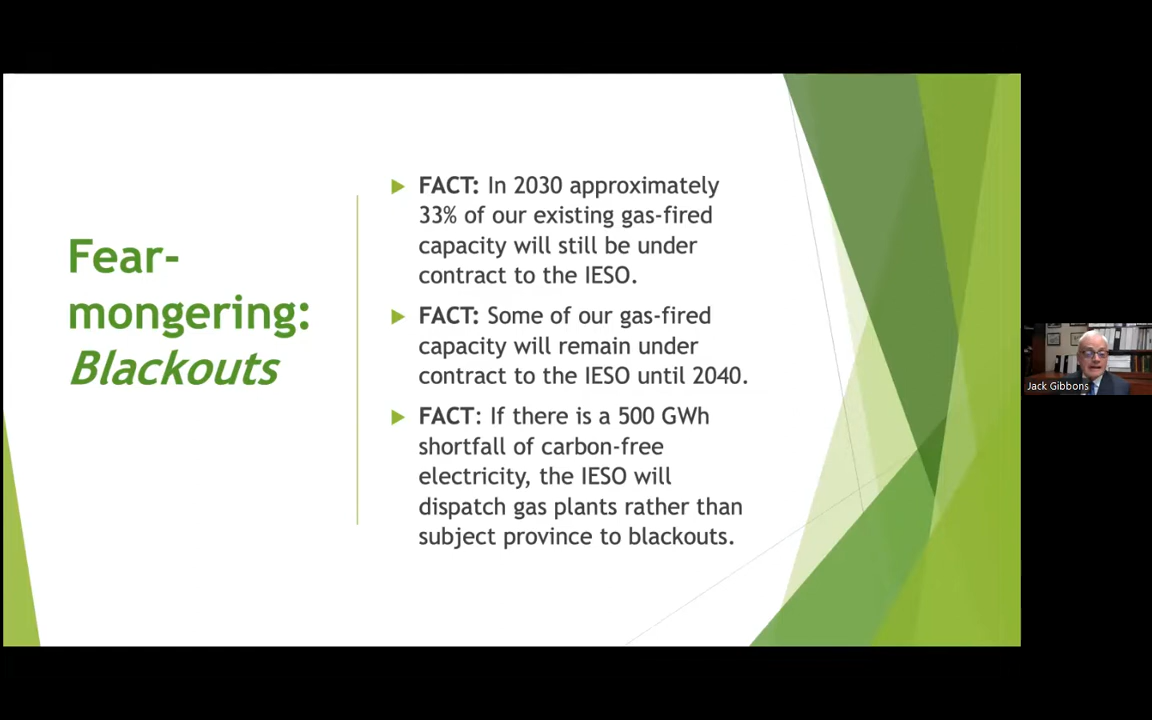 Fear-
mongering:
Blackouts
FACT: In 2030 approximately
33% of our existing gas-fired
capacity will still be under
contract to the IESO.
FACT: Some of our gas-fired
capacity will remain under
contract to the IESO until 2040.
FACT: If there is a 500 GWh
shortfall of carbon-free
electricity, the IESO will
dispatch gas plants rather than
subject province to blackouts.
Jack Gibbons